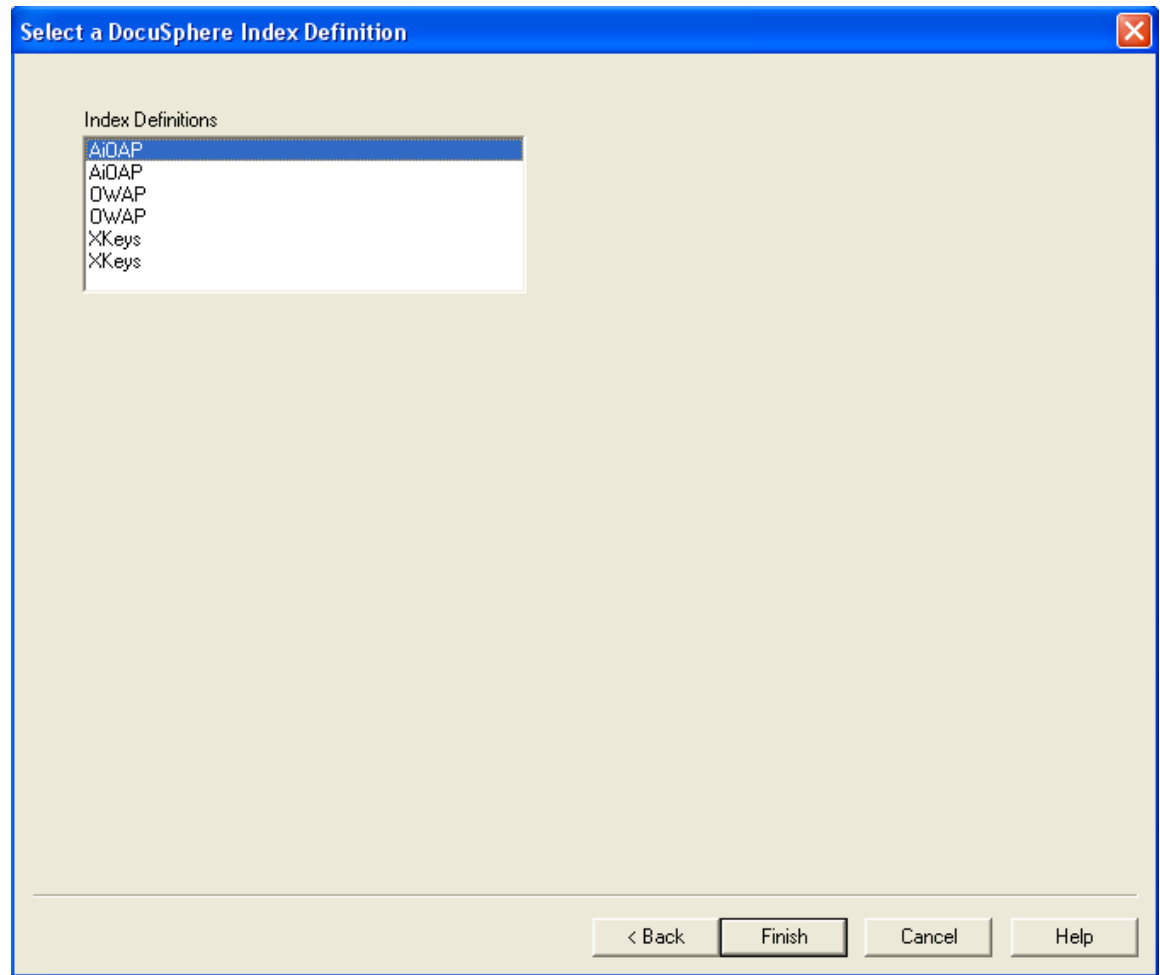 Select a DocuSphere Index Definition
Index Definitions
AiOAP
AiOAP
OWAP
OWAP
XKeys
XKeys
< Back
Finish
Cancel
Help